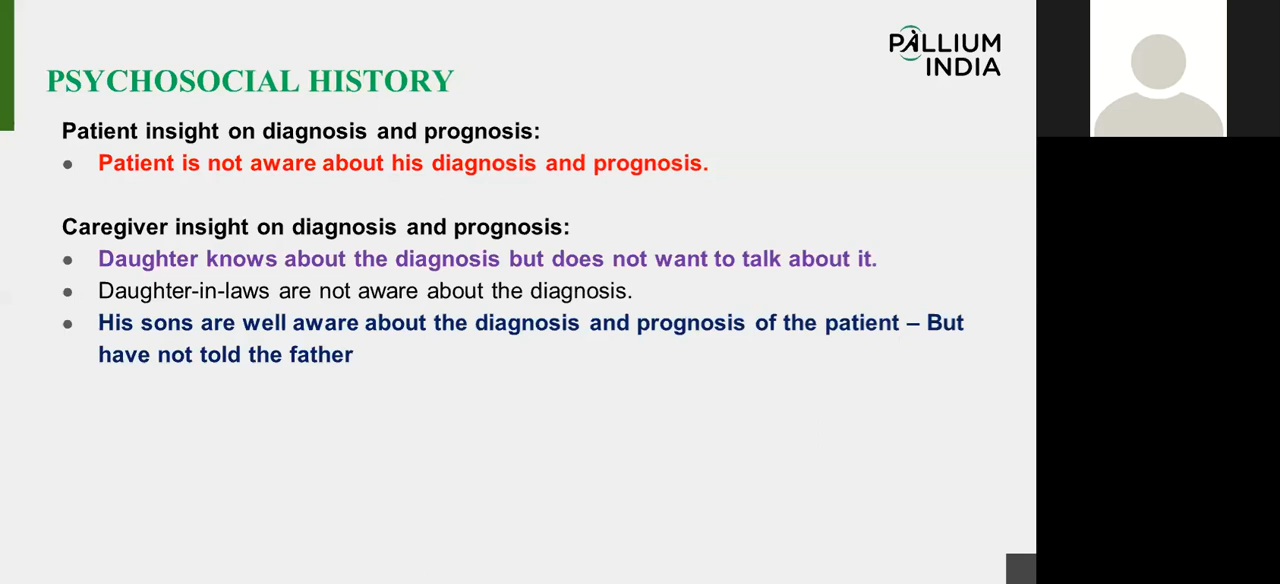 PALLIUM
INDIA
PSYCHOSOCIAL HISTORY
Patient insight on diagnosis and prognosis:
● Patient is not aware about his diagnosis and prognosis.
Caregiver insight on diagnosis and prognosis:
● Daughter knows about the diagnosis but does not want to talk about it.
● Daughter-in-laws are not aware about the diagnosis.
● His sons are well aware about the diagnosis and prognosis of the patient – But
have not told the father